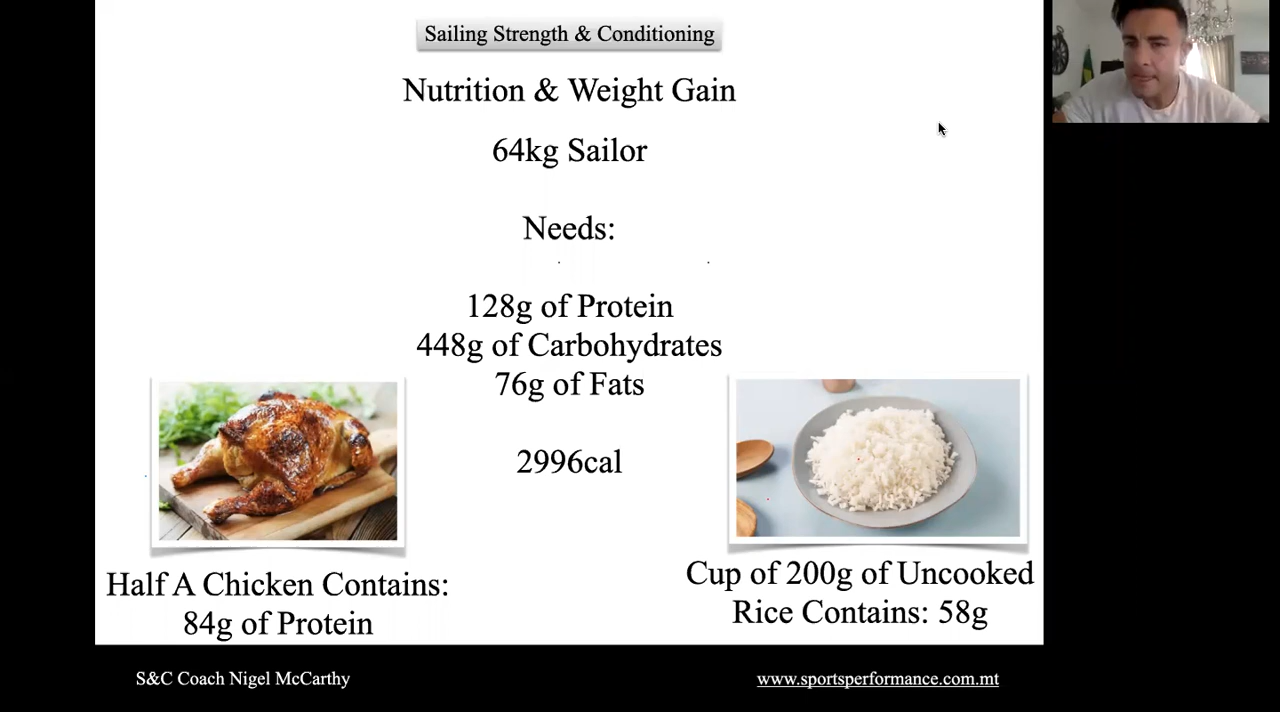 Sailing Strength & Conditioning
Nutrition & Weight Gain
64kg Sailor
Needs:
128g of Protein
448g of Carbohydrates
76g of Fats
2996cal
Half A Chicken Contains:
84g of Protein
Cup of 200g of Uncooked
Rice Contains: 58g
S&C Coach Nigel McCarthy
www.sportsperformance.com.mt